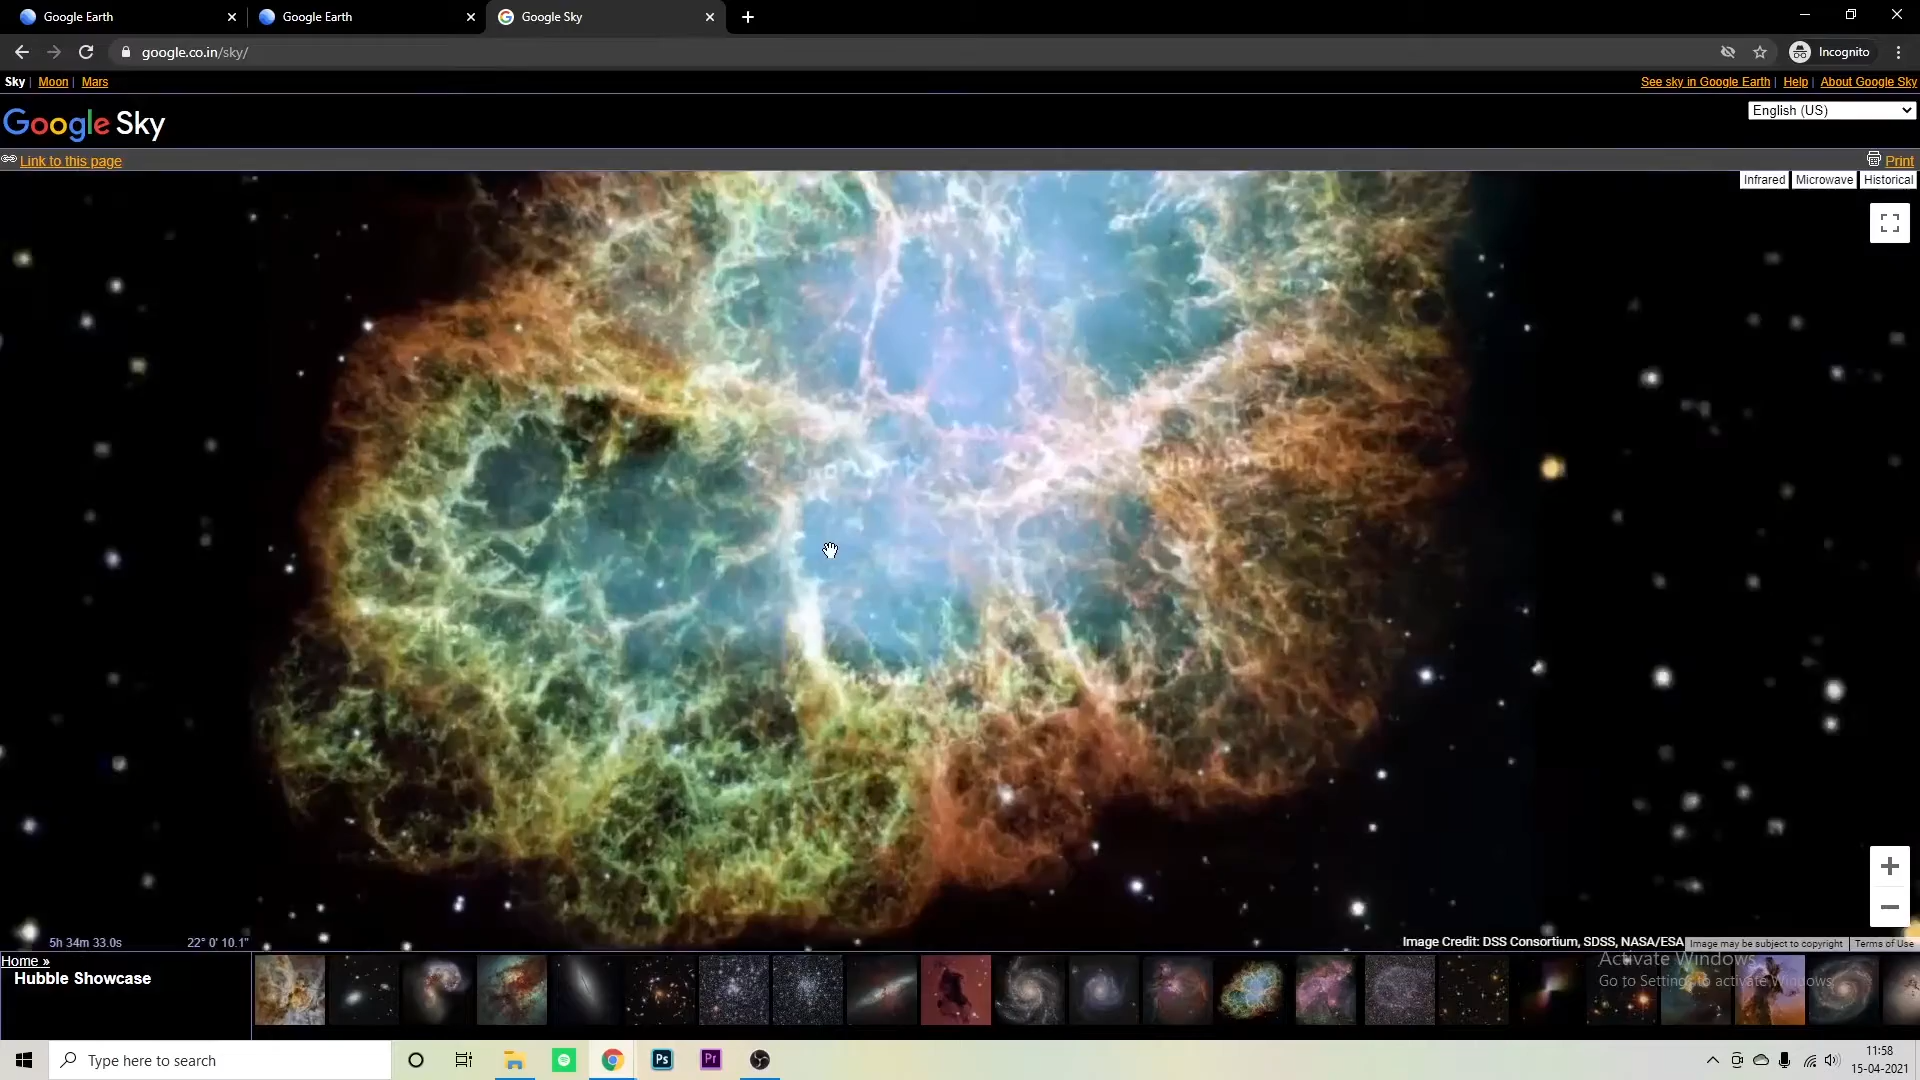 Google Earth
Google Earth
Google Sky
google.co.in/sky/
Incognito
Sky | Moon | Mars
See sky in Google Earth | Help | About Google Sky
Google Sky
English (US)
Link to this page
Print
Infrared
Microwave
Historical
5h 34m 33.0s
22° 0' 10.1"
Image Credit: DSS Consortium, SDSS, NASA/ESA
Image may be subject to copyright
Terms of Use
Home »
Hubble Showcase
Activate Windows
Go to Settings to activate Windows.
Type here to search
Ps
Pr
11:58
15-04-2021